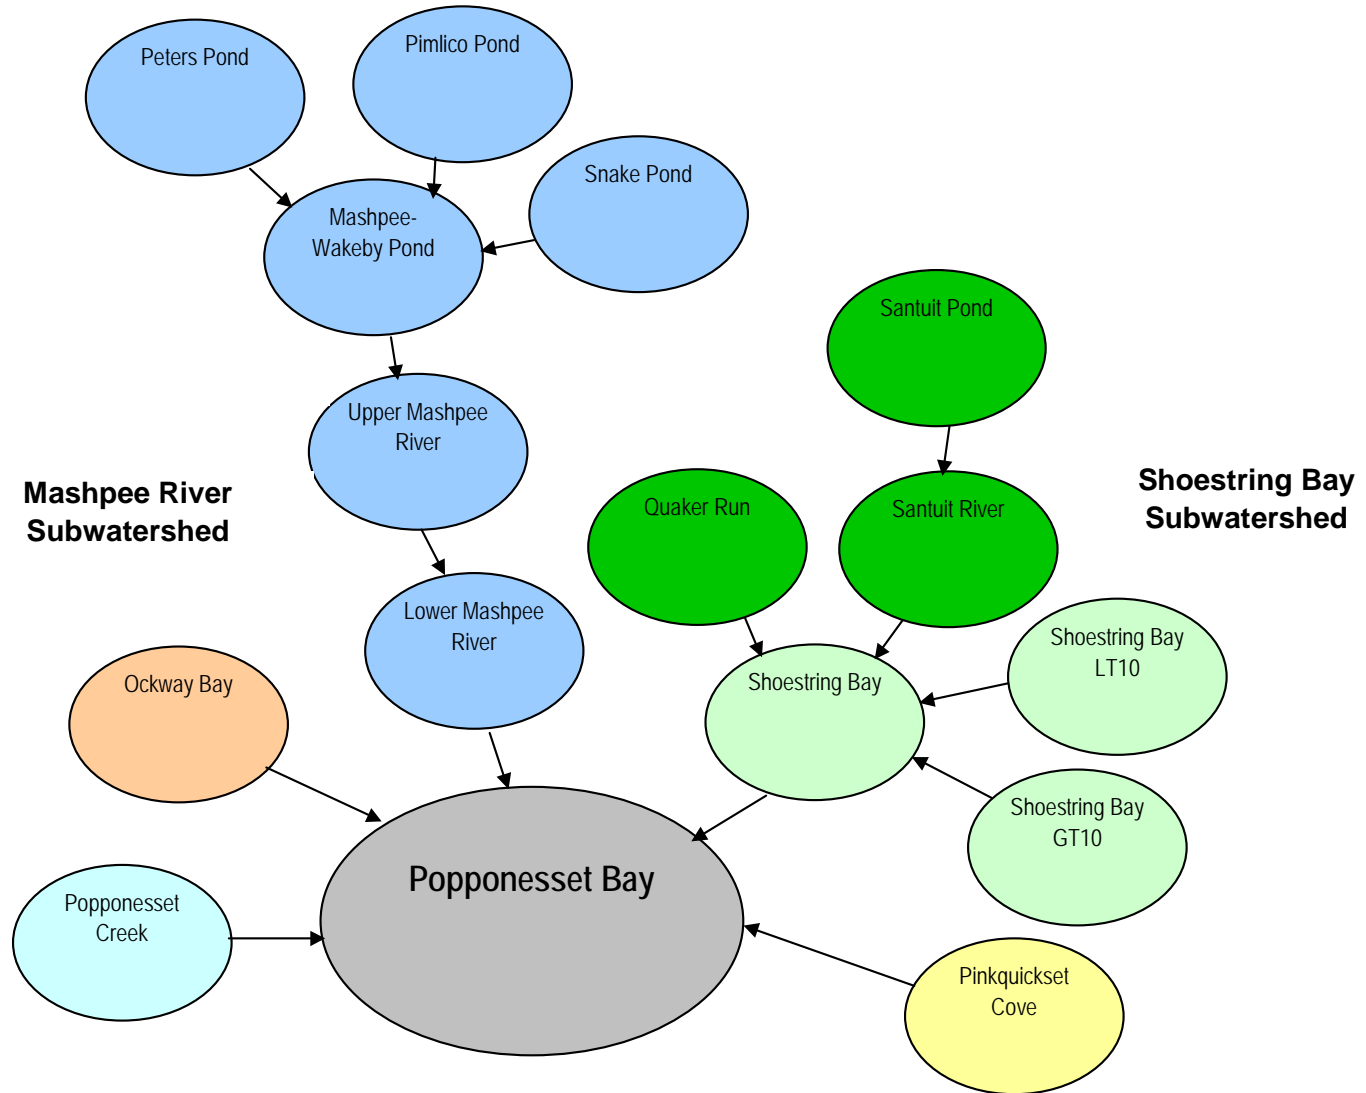 Peters Pond
Pimlico Pond
Snake Pond
Mashpee-
Wakeby Pond
Santuit Pond
Upper Mashpee
River
Mashpee River
Subwatershed
Shoestring Bay
Subwatershed
Quaker Run
Santuit River
Lower Mashpee
River
Shoestring Bay
LT10
Ockway Bay
Shoestring Bay
Shoestring Bay
GT10
Popponesset Bay
Popponesset
Creek
Pinkquickset
Cove